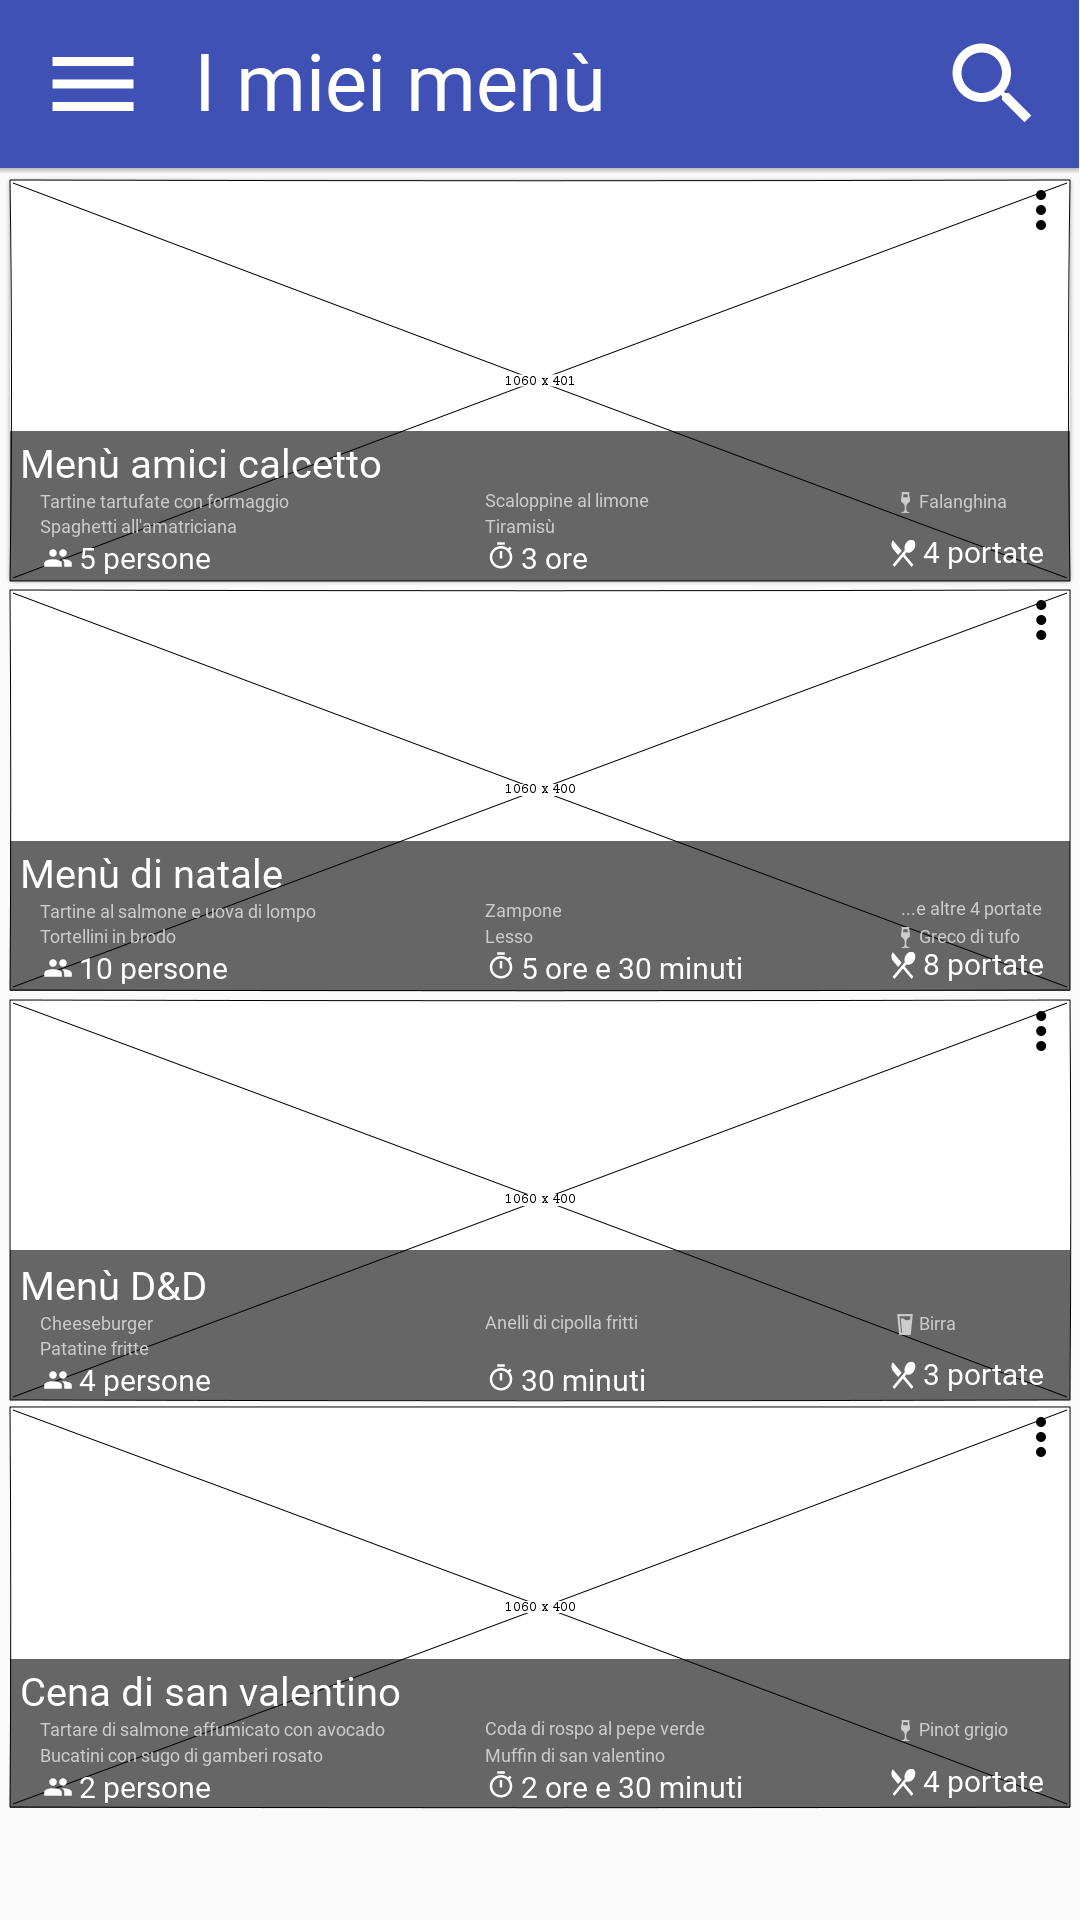 I miei menù
1060 x 401
Menù amici calcetto
Tartine tartufate con formaggio
Spaghetti all'amatriciana
Scaloppine al limone
Tiramisù
Falanghina
5 persone
3 ore
4 portate
1060 x 400
Menù di natale
Tartine al salmone e uova di lompo
Tortellini in brodo
Zampone
Lesso
...e altre 4 portate
Greco di tufo
10 persone
5 ore e 30 minuti
8 portate
1060 x 400
Menù D&D
Cheeseburger
Patatine fritte
Anelli di cipolla fritti
Birra
4 persone
30 minuti
3 portate
1060 x 400
Cena di san valentino
Tartare di salmone affumicato con avocado
Bucatini con sugo di gamberi rosato
Coda di rospo al pepe verde
Muffin di san valentino
Pinot grigio
2 persone
2 ore e 30 minuti
4 portate